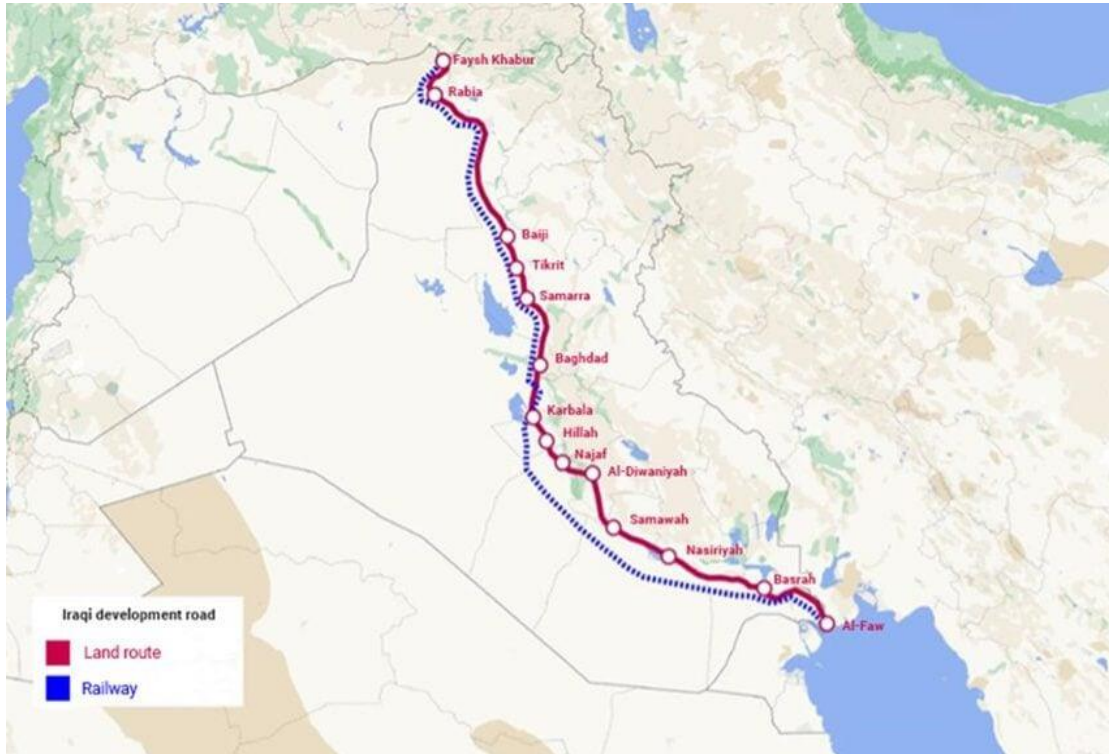 Faysh Khabur
Rabia
Baiji
Tikrit
Samarra
Baghdad
Karbala
Hillah
Najaf
Al-Diwaniyah
Samawah
Nasiriyah
Basrah
Al-Faw
Iraqi development road
Land route
Railway